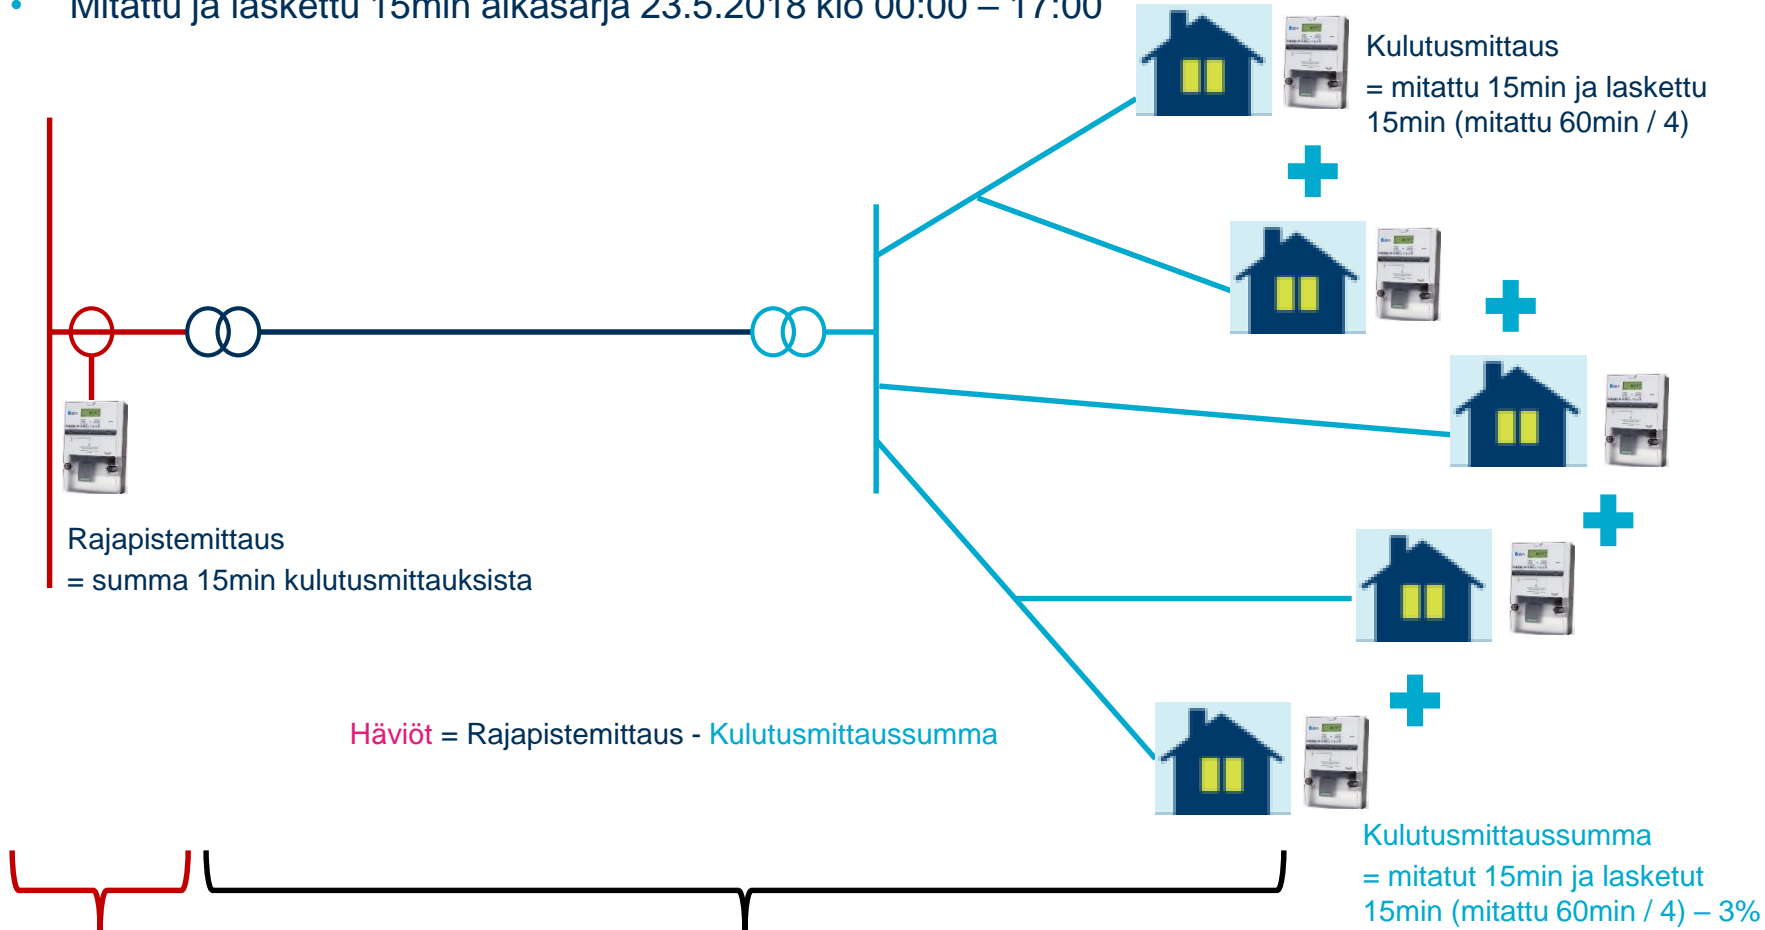 • Mitattu ja laskettu 15min aikasarja 23.5.2018 klo 00:00 – 17:00
Kulutusmittaus
= mitattu 15min ja laskettu
15min (mitattu 60min / 4)
Rajapistemittaus
= summa 15min kulutusmittauksista
Häviöt = Rajapistemittaus - Kulutusmittaussumma
Kulutusmittaussumma
= mitatut 15min ja lasketut
15min (mitattu 60min / 4) – 3%